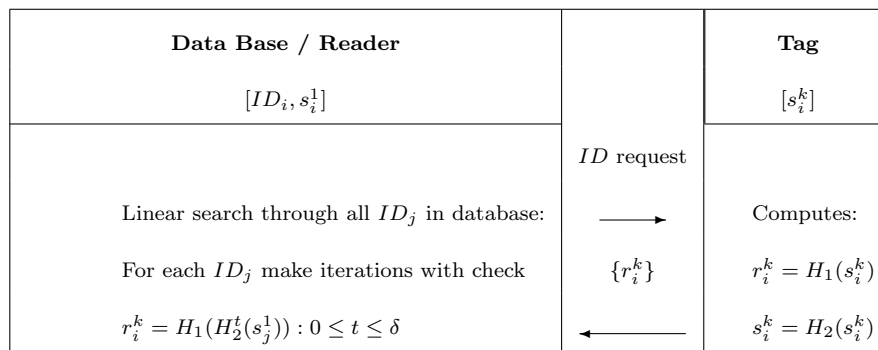 Data Base / Reader Tag
[ID_i, s_i^1] [s_i^k]
ID request
Linear search through all ID_j in database: Computes:
For each ID_j make iterations with check {r_i^k} r_i^k = H_1(s_i^k)
r_i^k = H_1(H_2^t(s_j^1)) : 0 ≤ t ≤ δ s_i^k = H_2(s_i^k)